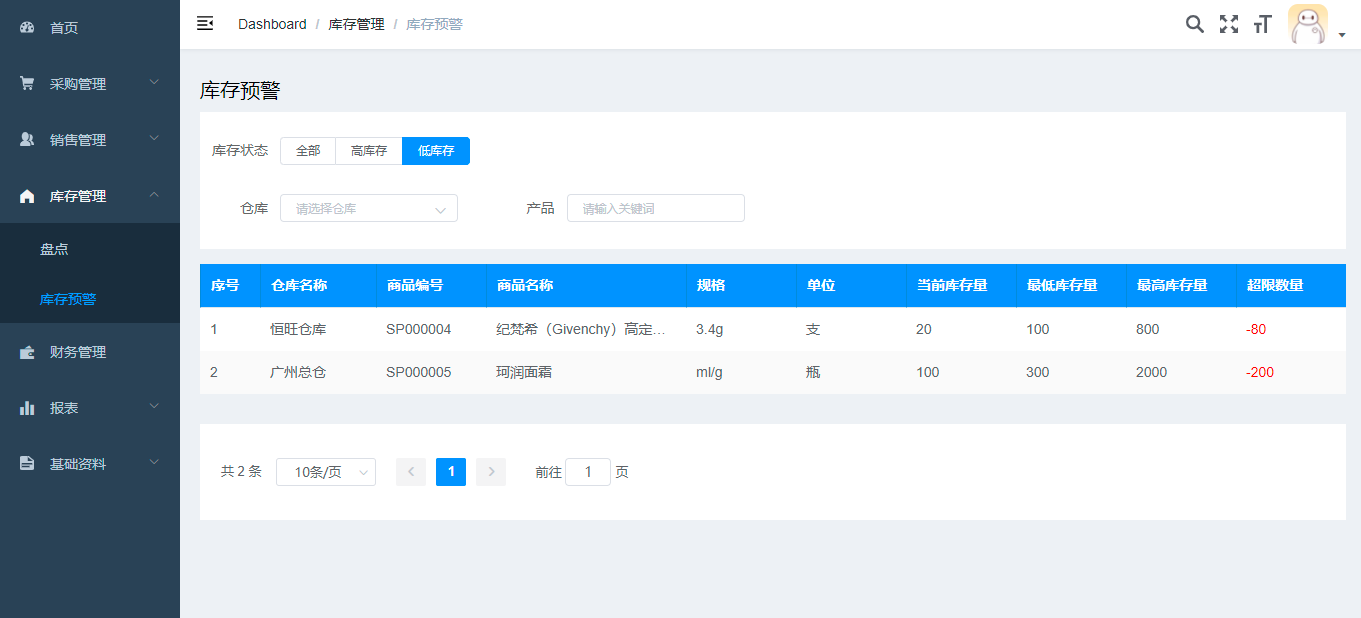 首页
采购管理
销售管理
库存管理
盘点
库存预警
财务管理
报表
基础资料
Dashboard / 库存管理 / 库存预警
库存预警
库存状态 全部 高库存 低库存
仓库 请选择仓库 产品 请输入关键词
序号 仓库名称 商品编号 商品名称 规格 单位 当前库存量 最低库存量 最高库存量 超限数量
1 恒旺仓库 SP000004 纪梵希（Givenchy）高定… 3.4g 支 20 100 800 -80
2 广州总仓 SP000005 珂润面霜 ml/g 瓶 100 300 2000 -200
共 2 条 10条/页 1 前往 1 页